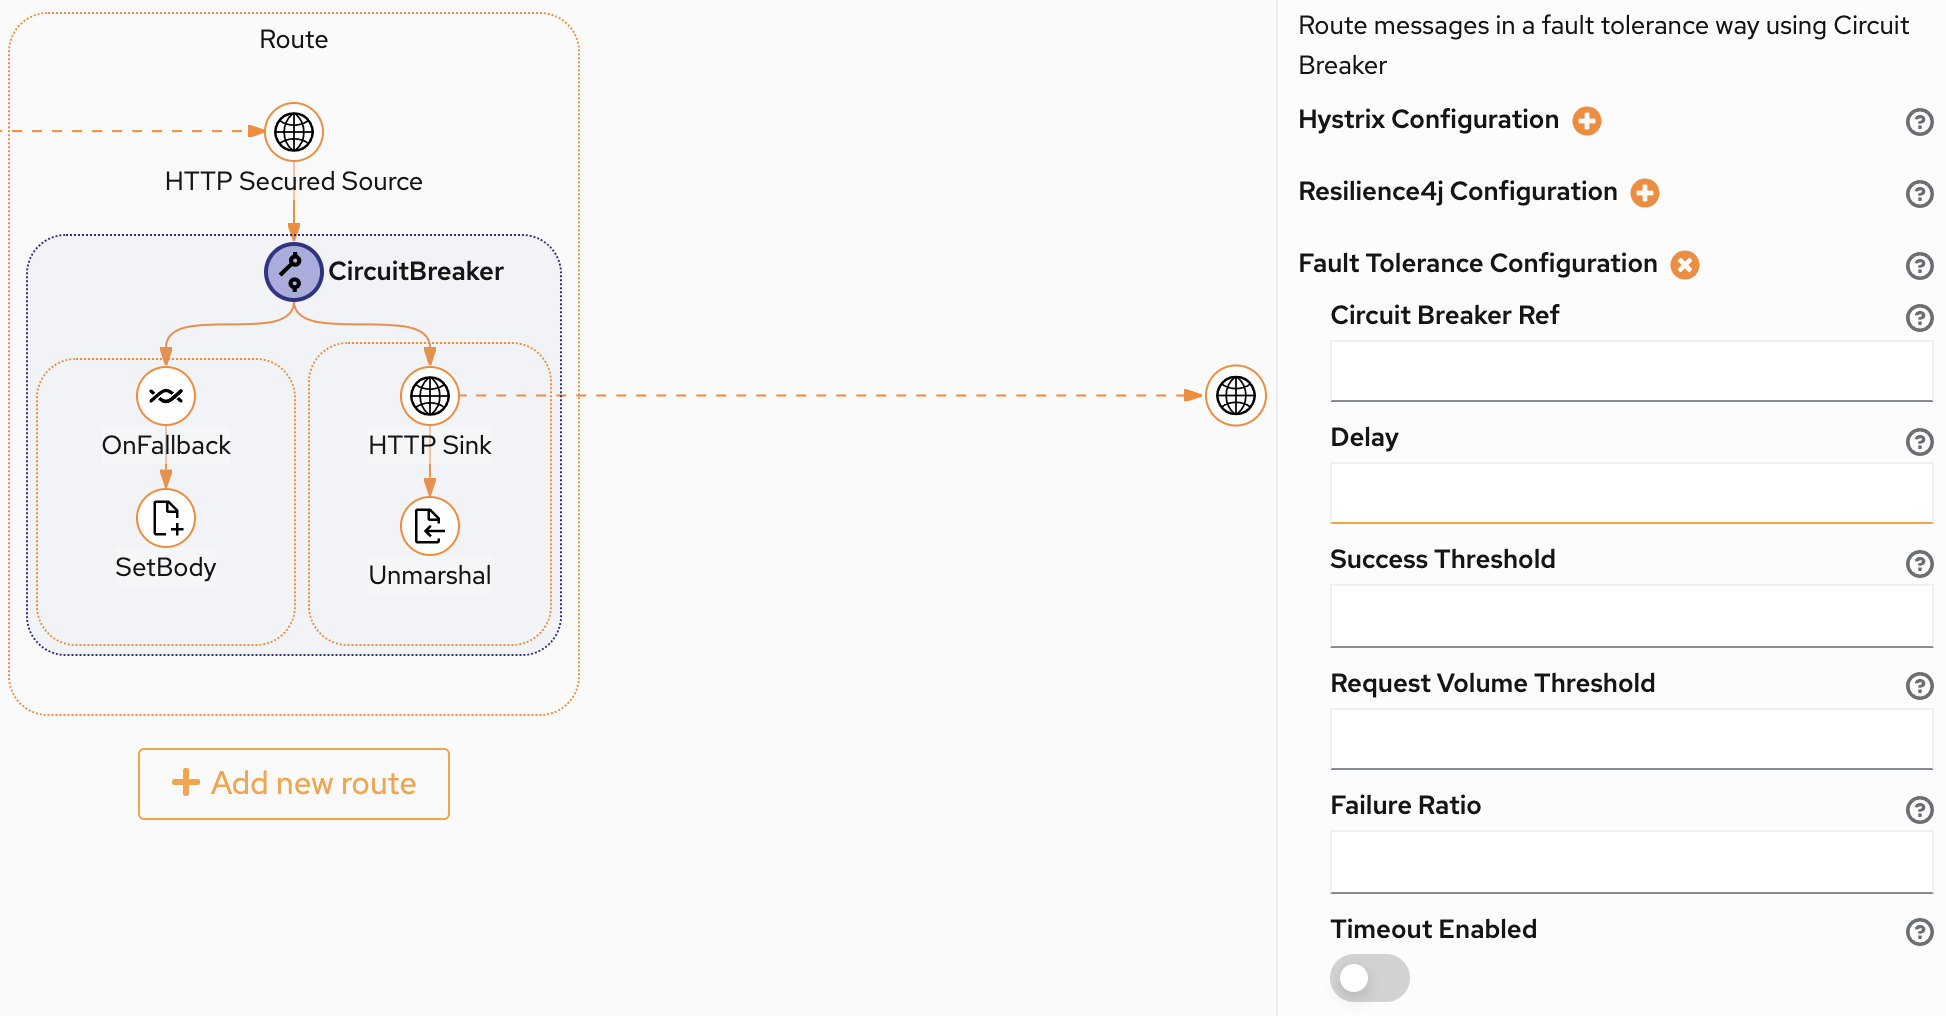 Route
HTTP Secured Source
CircuitBreaker
OnFallback
HTTP Sink
SetBody
Unmarshal
Add new route
Route messages in a fault tolerance way using Circuit
Breaker
Hystrix Configuration
Resilience4j Configuration
Fault Tolerance Configuration
Circuit Breaker Ref
Delay
Success Threshold
Request Volume Threshold
Failure Ratio
Timeout Enabled